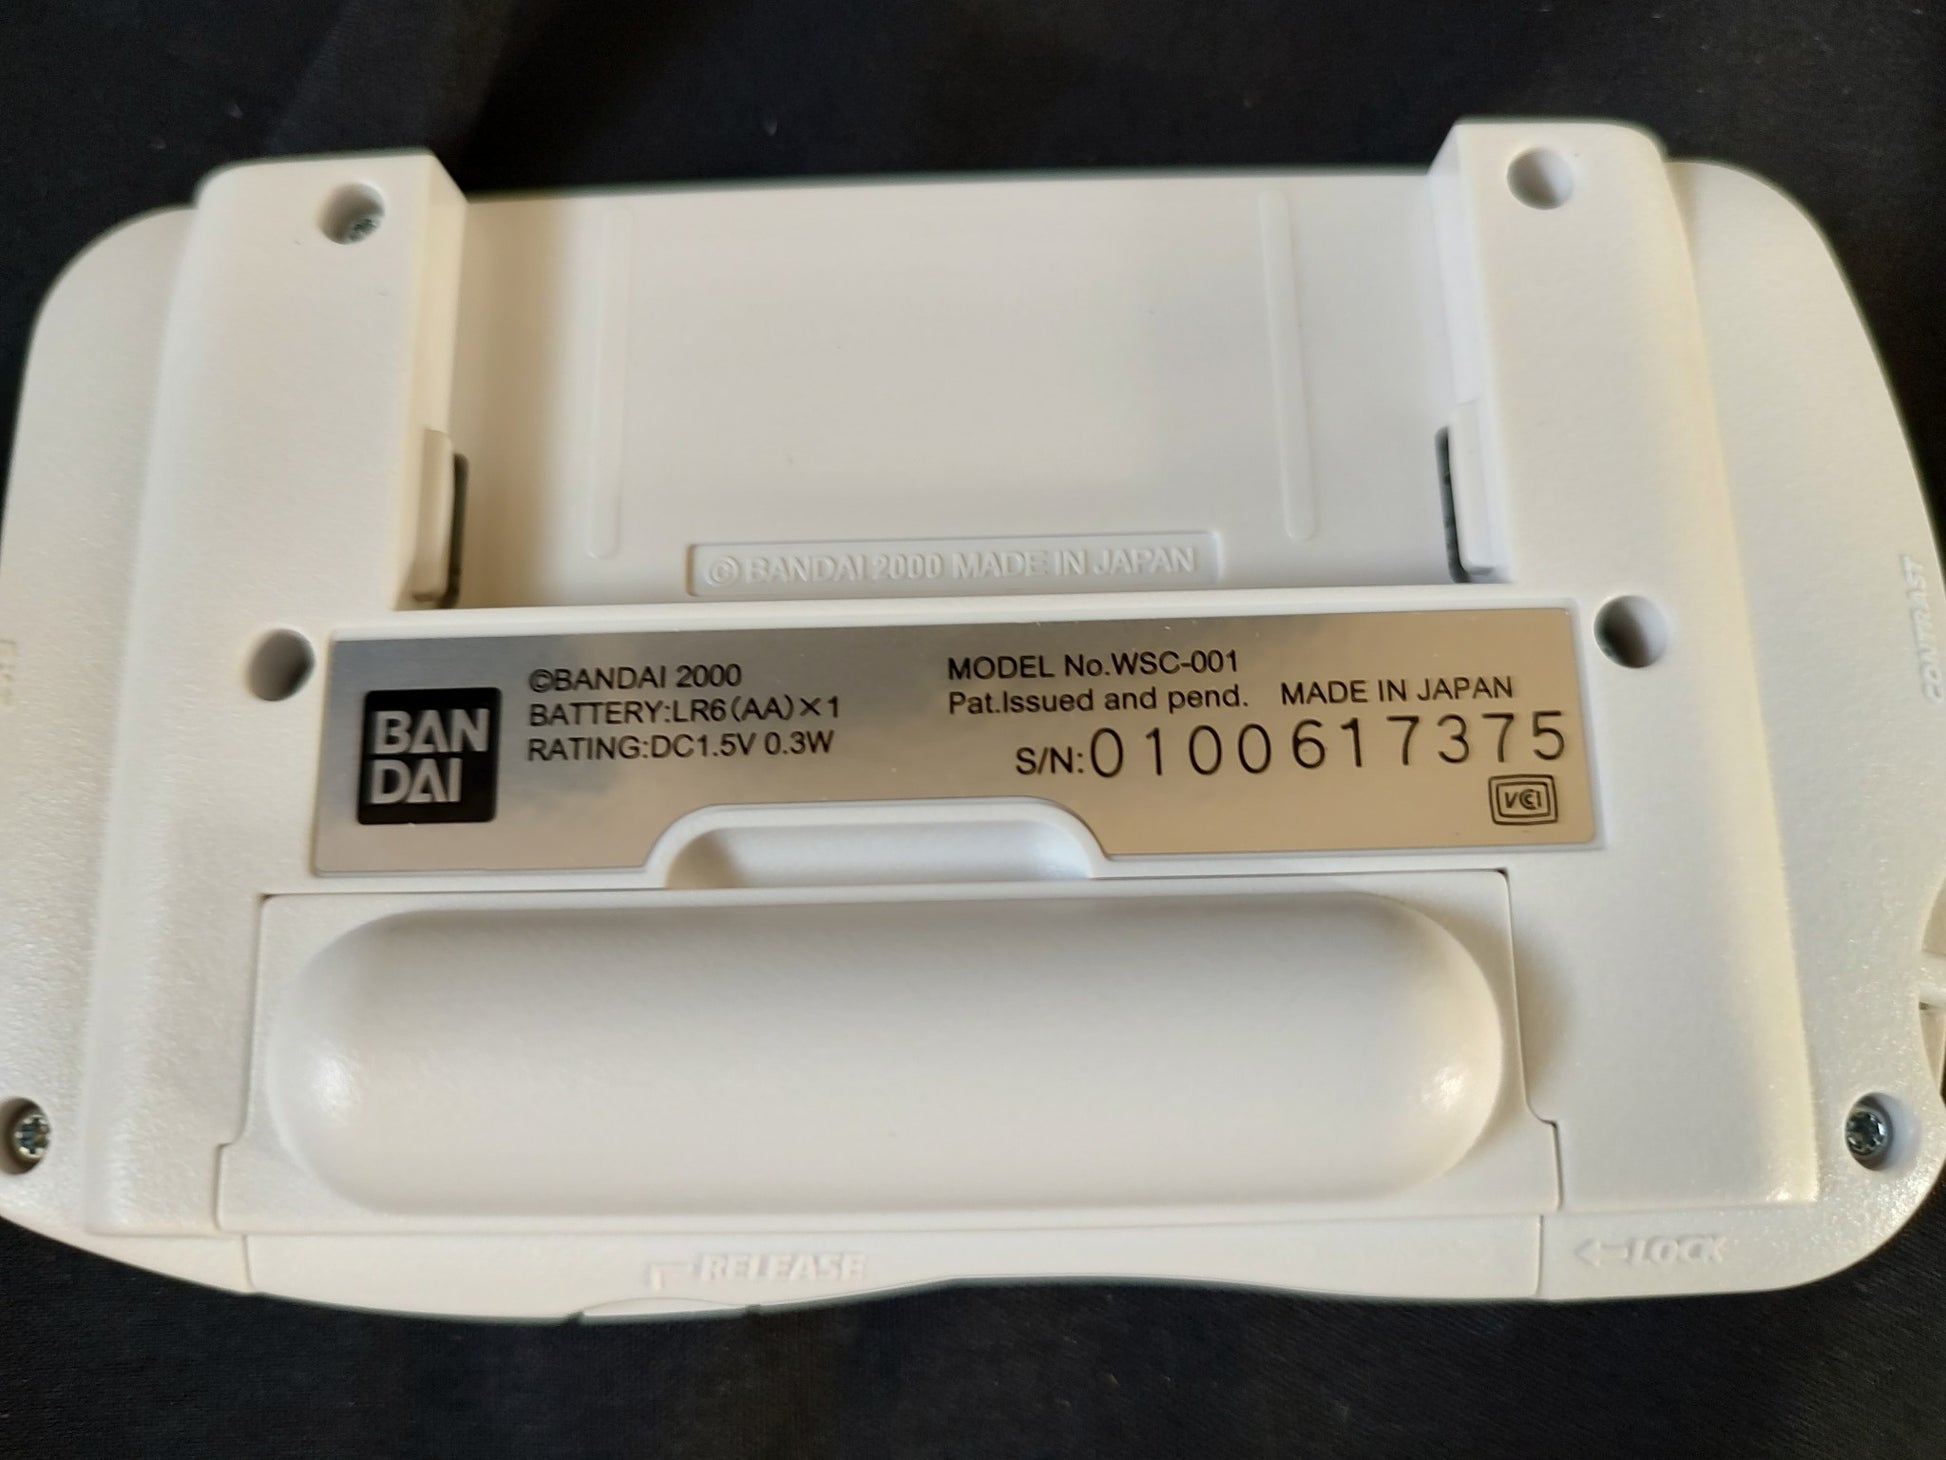 ©BANDAI 2000 MADE IN JAPAN
BAN
DAI
©BANDAI 2000
BATTERY:LR6(AA)×1
RATING:DC1.5V 0.3W
MODEL No.WSC-001
Pat.Issued and pend. MADE IN JAPAN
S/N:0100617375
VCCI
CONTRAST
RELEASE
←LOCK